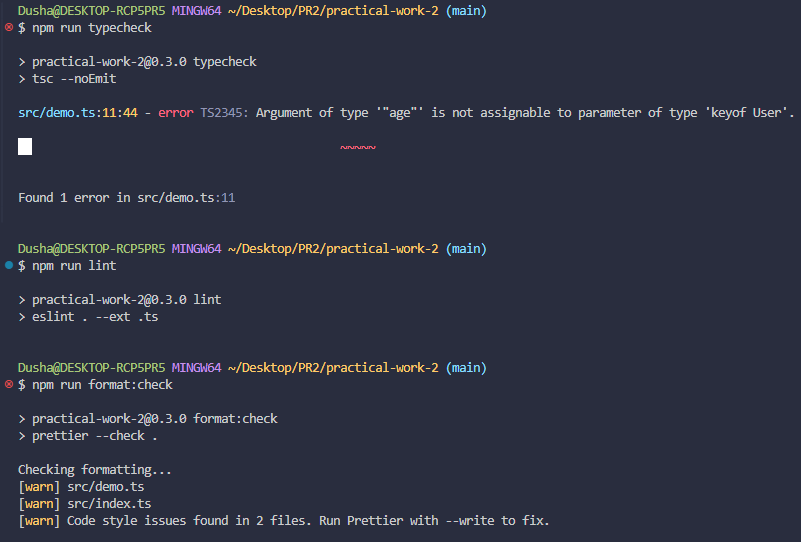 Dusha@DESKTOP-RCP5PR5 MINGW64 ~/Desktop/PR2/practical-work-2 (main)
$ npm run typecheck
> practical-work-2@0.3.0 typecheck
> tsc --noEmit
src/demo.ts:11:44 - error TS2345: Argument of type '"age"' is not assignable to parameter of type 'keyof User'.
~~~~~
Found 1 error in src/demo.ts:11
Dusha@DESKTOP-RCP5PR5 MINGW64 ~/Desktop/PR2/practical-work-2 (main)
$ npm run lint
> practical-work-2@0.3.0 lint
> eslint . --ext .ts
Dusha@DESKTOP-RCP5PR5 MINGW64 ~/Desktop/PR2/practical-work-2 (main)
$ npm run format:check
> practical-work-2@0.3.0 format:check
> prettier --check .
Checking formatting...
[warn] src/demo.ts
[warn] src/index.ts
[warn] Code style issues found in 2 files. Run Prettier with --write to fix.